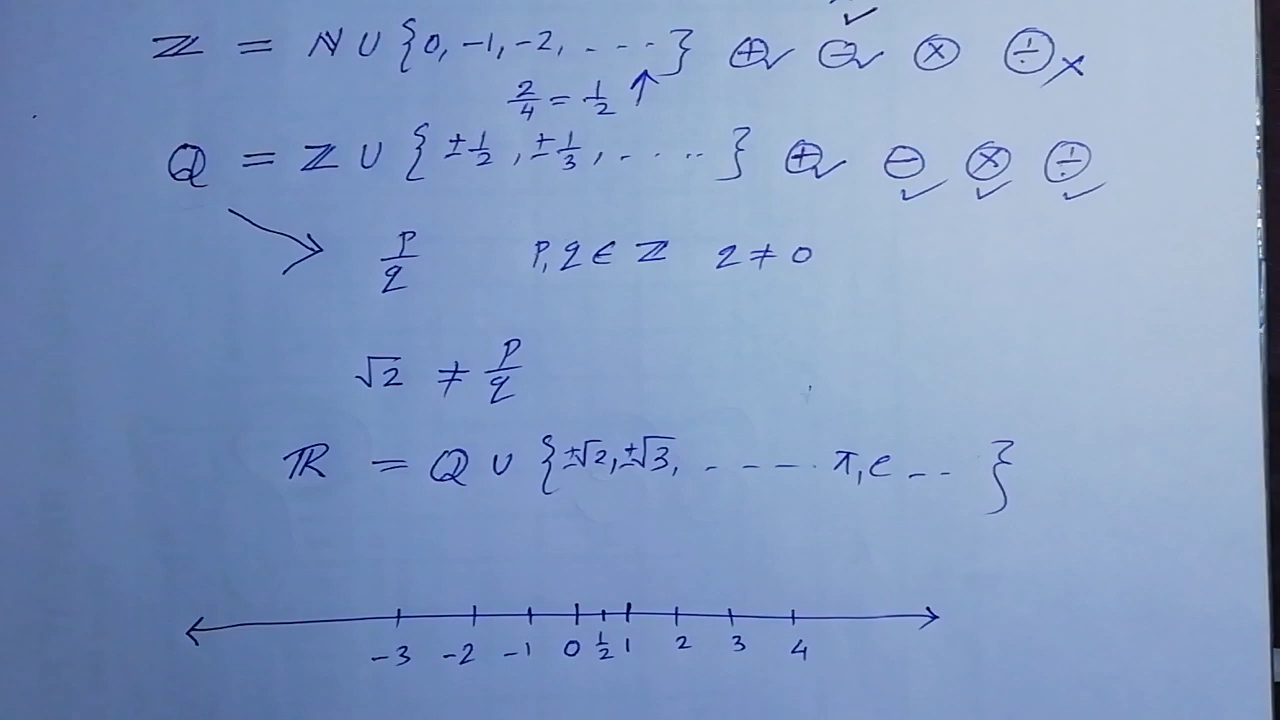 ℤ = ℕ ∪ {0, -1, -2, - - - -} ⊕✓ ⊖✓ ⊗ ⨸×
2/4 = 1/2 ↑
Q = ℤ ∪ {±1/2, ±1/3, . . . . .} ⊕✓ ⊖✓ ⊗✓ ⨸✓
p/q P, q ∈ ℤ q ≠ 0
√2 ≠ p/q
ℝ = Q ∪ {±√2, ±√3, - - - - . π, e - - }
-3 -2 -1 0 1/2 1 2 3 4